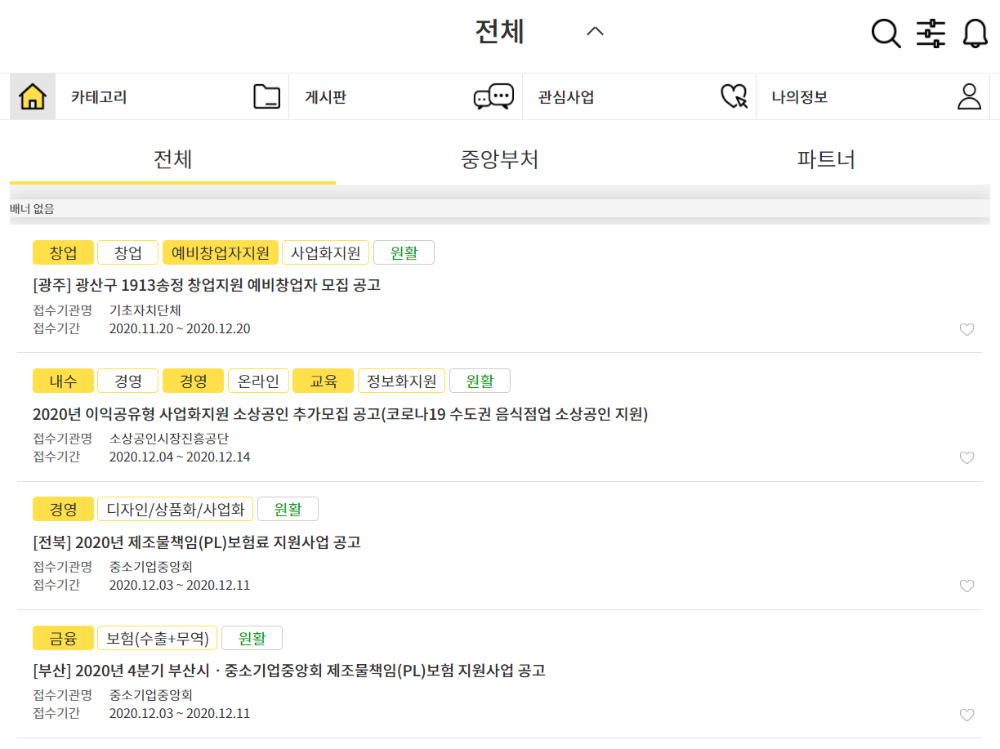 전체
카테고리 게시판 관심사업 나의정보
전체 중앙부처 파트너
배너 없음
창업 창업 예비창업자지원 사업화지원 원활
[광주] 광산구 1913송정 창업지원 예비창업자 모집 공고
접수기관명 기초자치단체
접수기간 2020.11.20 ~ 2020.12.20
내수 경영 경영 온라인 교육 정보화지원 원활
2020년 이익공유형 사업화지원 소상공인 추가모집 공고(코로나19 수도권 음식점업 소상공인 지원)
접수기관명 소상공인시장진흥공단
접수기간 2020.12.04 ~ 2020.12.14
경영 디자인/상품화/사업화 원활
[전북] 2020년 제조물책임(PL)보험료 지원사업 공고
접수기관명 중소기업중앙회
접수기간 2020.12.03 ~ 2020.12.11
금융 보험(수출+무역) 원활
[부산] 2020년 4분기 부산시ㆍ중소기업중앙회 제조물책임(PL)보험 지원사업 공고
접수기관명 중소기업중앙회
접수기간 2020.12.03 ~ 2020.12.11